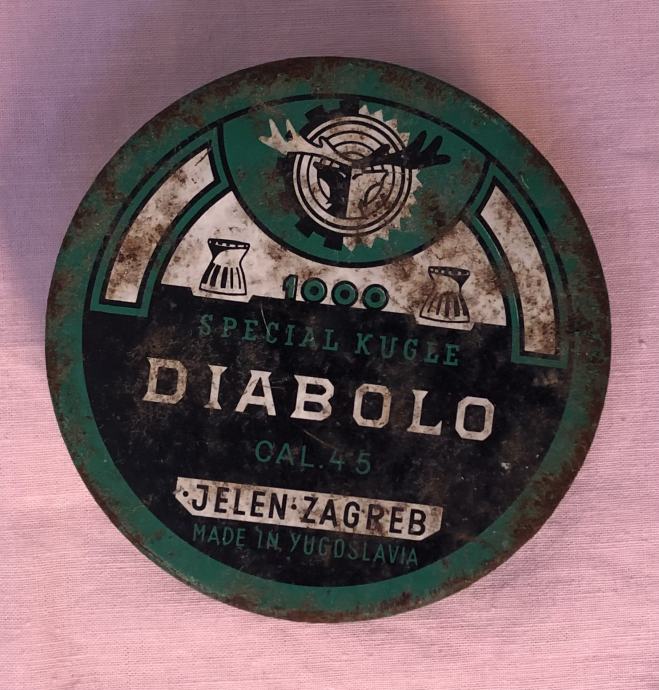 1000
SPECIAL KUGLE
DIABOLO
CAL. 4 5
·JELEN·ZAGREB
MADE IN YUGOSLAVIA